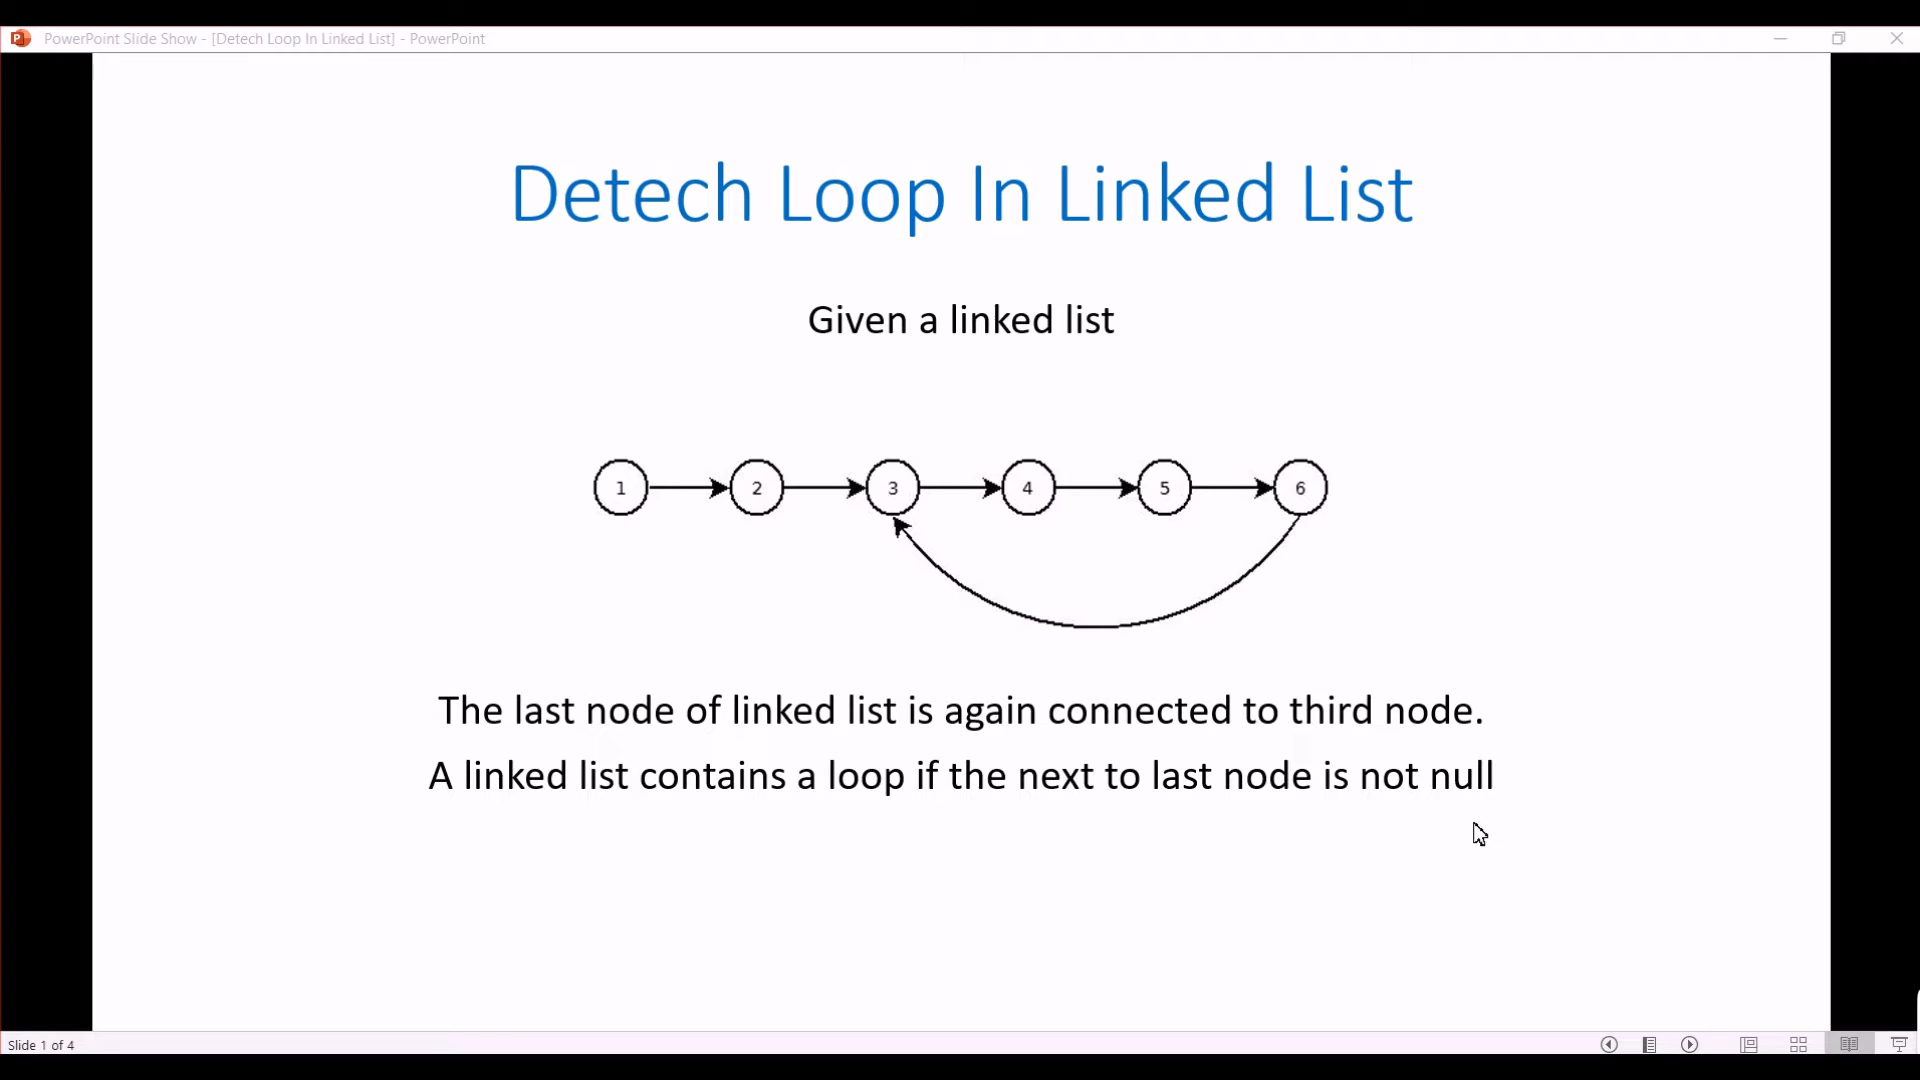 PowerPoint Slide Show - [Detech Loop In Linked List] - PowerPoint
Detech Loop In Linked List
Given a linked list
1 2 3 4 5 6
The last node of linked list is again connected to third node.
A linked list contains a loop if the next to last node is not null
Slide 1 of 4